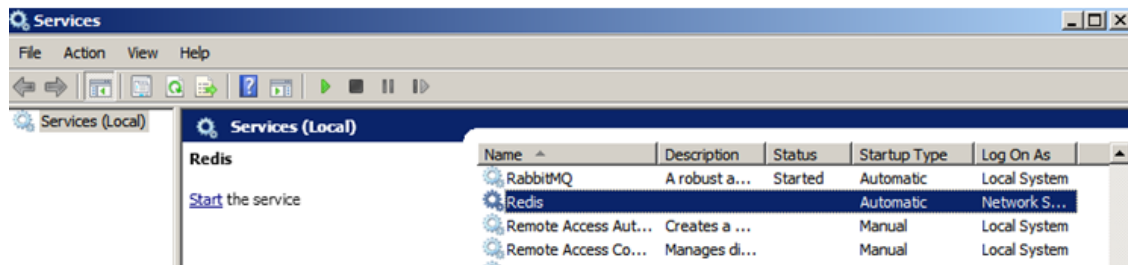 Services
File Action View Help
Services (Local)
Services (Local)
Redis
Start the service
Name Description Status Startup Type Log On As
RabbitMQ A robust a... Started Automatic Local System
Redis Automatic Network S...
Remote Access Aut... Creates a ... Manual Local System
Remote Access Co... Manages di... Manual Local System